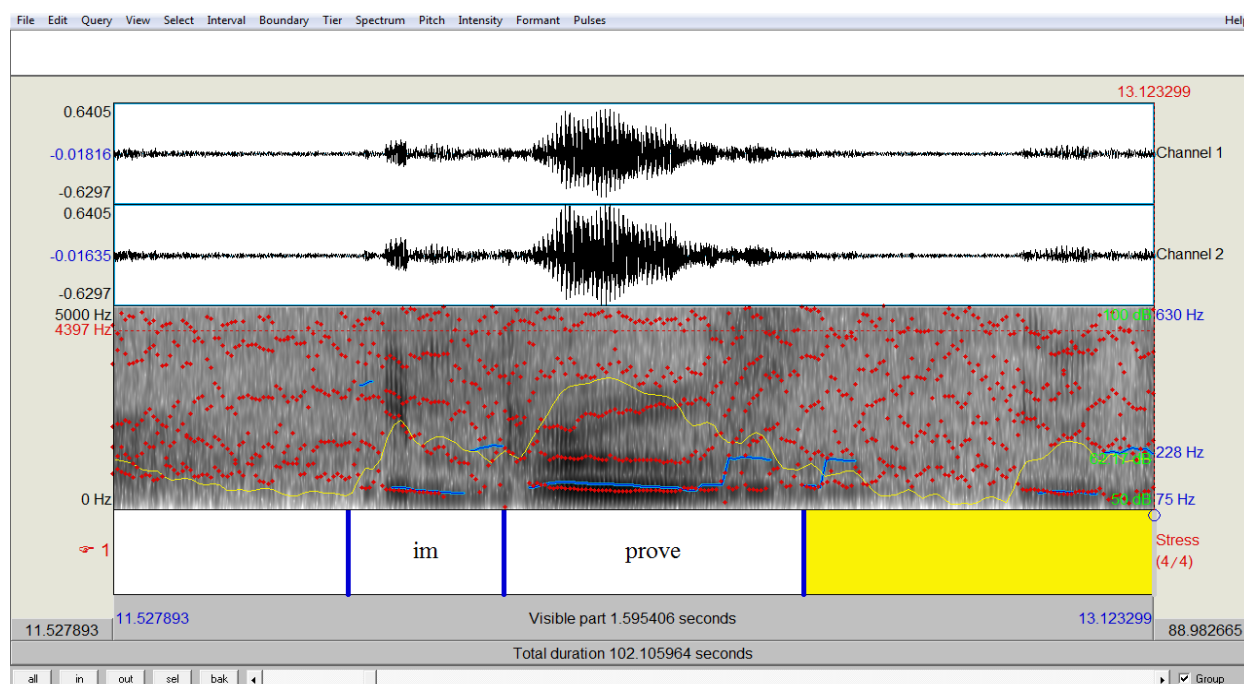 File Edit Query View Select Interval Boundary Tier Spectrum Pitch Intensity Formant Pulses Help
13.123299
0.6405
-0.01816
Channel 1
-0.6297
0.6405
-0.01635
Channel 2
-0.6297
5000 Hz 100 dB 630 Hz
4397 Hz
228 Hz
0 Hz 50 dB 75 Hz
1 im prove Stress
(4/4)
11.527893 Visible part 1.595406 seconds 13.123299
11.527893 88.982665
Total duration 102.105964 seconds
all in out sel bak Group